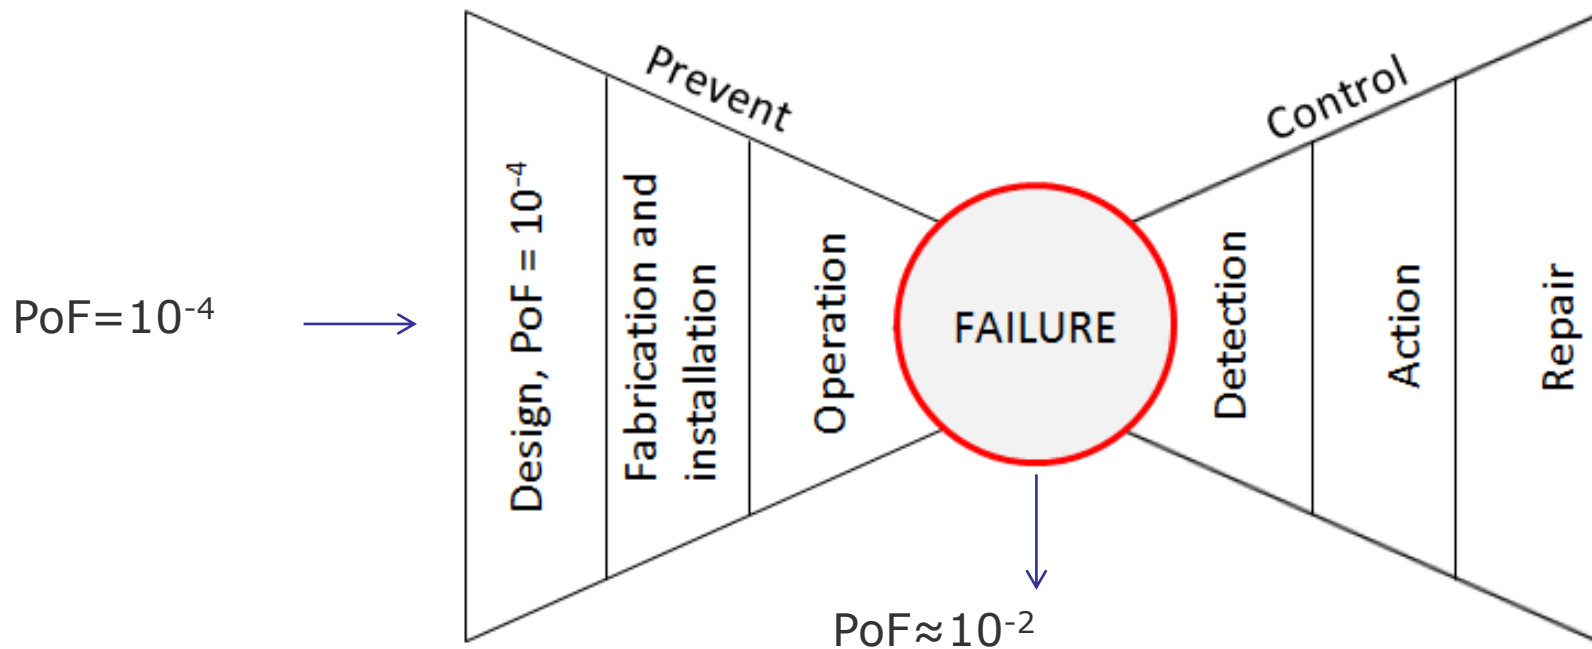 PoF=10⁻⁴
Prevent
Design, PoF = 10⁻⁴
Fabrication and
installation
Operation
FAILURE
PoF≈10⁻²
Control
Detection
Action
Repair